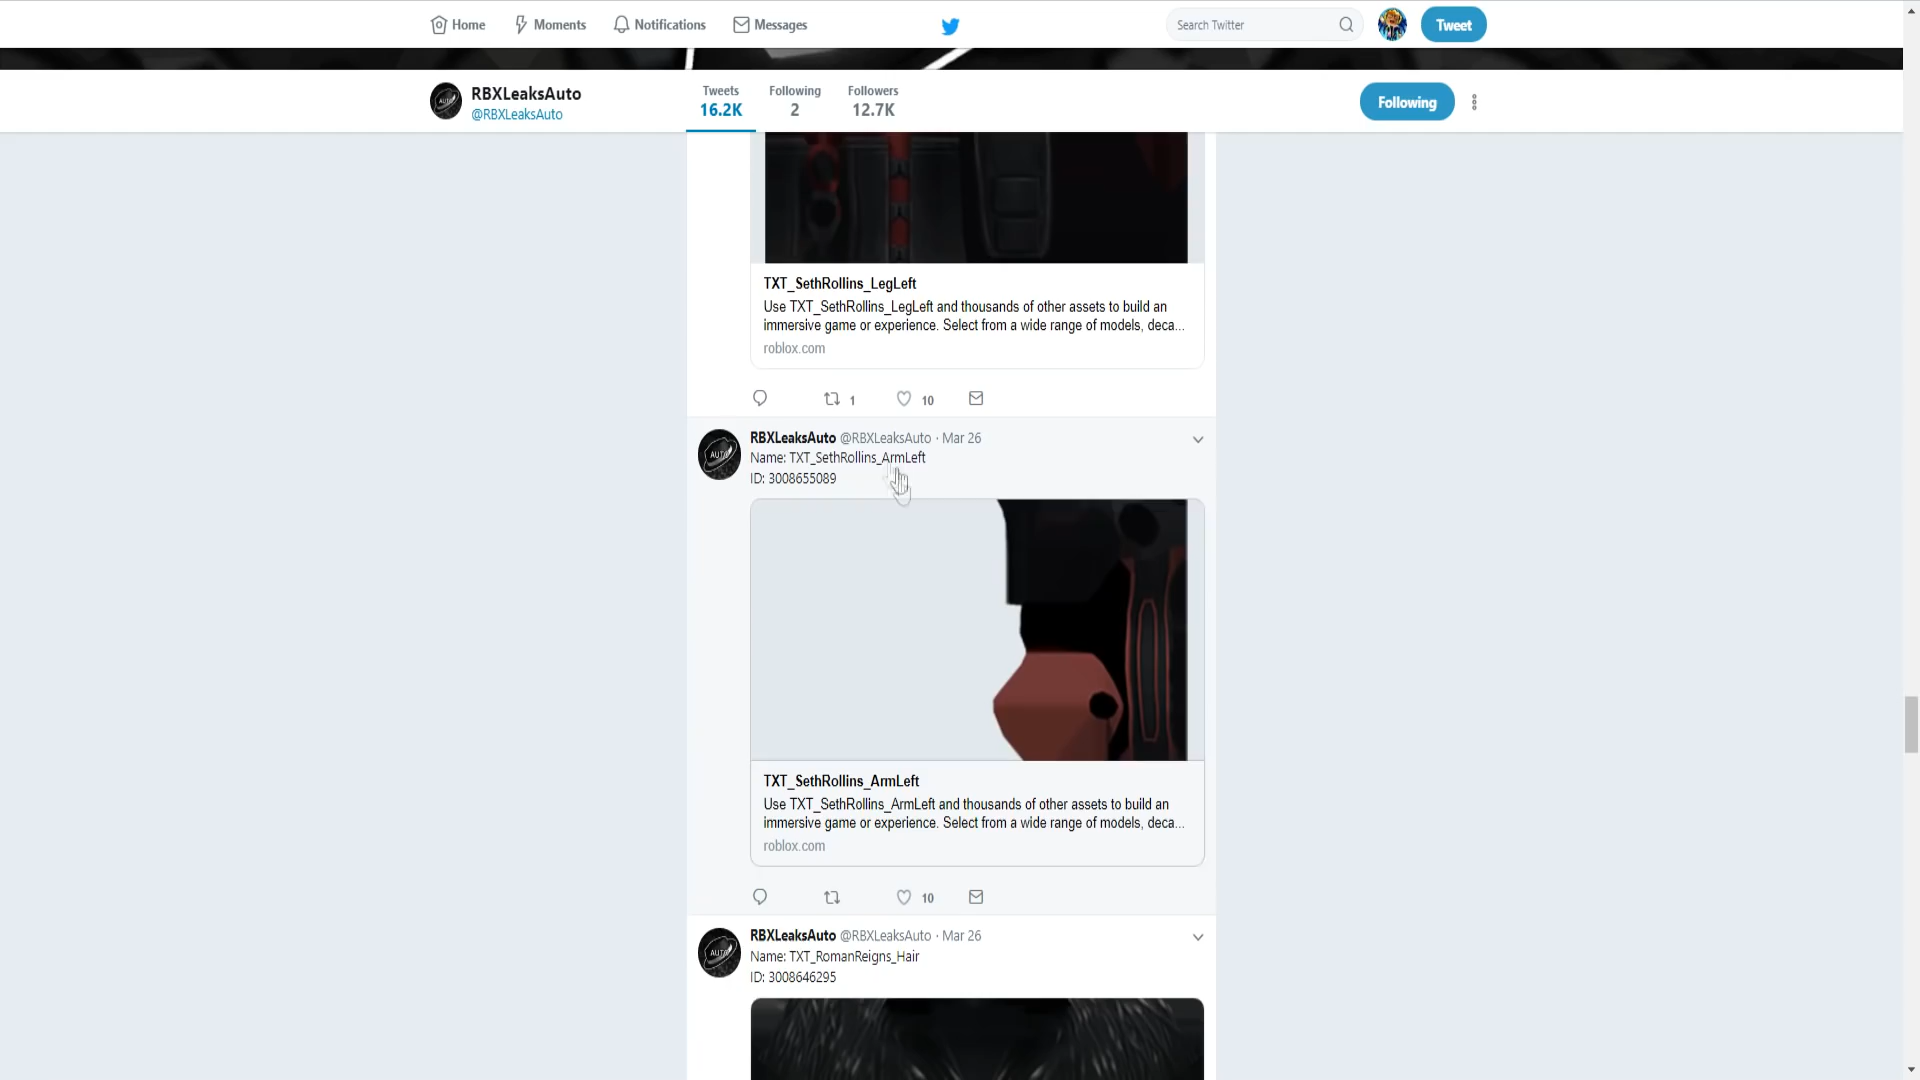 Home Moments Notifications Messages Search Twitter Tweet
RBXLeaksAuto
@RBXLeaksAuto
Tweets Following Followers
16.2K 2 12.7K
Following
TXT_SethRollins_LegLeft
Use TXT_SethRollins_LegLeft and thousands of other assets to build an
immersive game or experience. Select from a wide range of models, deca...
roblox.com
1 10
RBXLeaksAuto @RBXLeaksAuto · Mar 26
Name: TXT_SethRollins_ArmLeft
ID: 3008655089
TXT_SethRollins_ArmLeft
Use TXT_SethRollins_ArmLeft and thousands of other assets to build an
immersive game or experience. Select from a wide range of models, deca...
roblox.com
10
RBXLeaksAuto @RBXLeaksAuto · Mar 26
Name: TXT_RomanReigns_Hair
ID: 3008646295